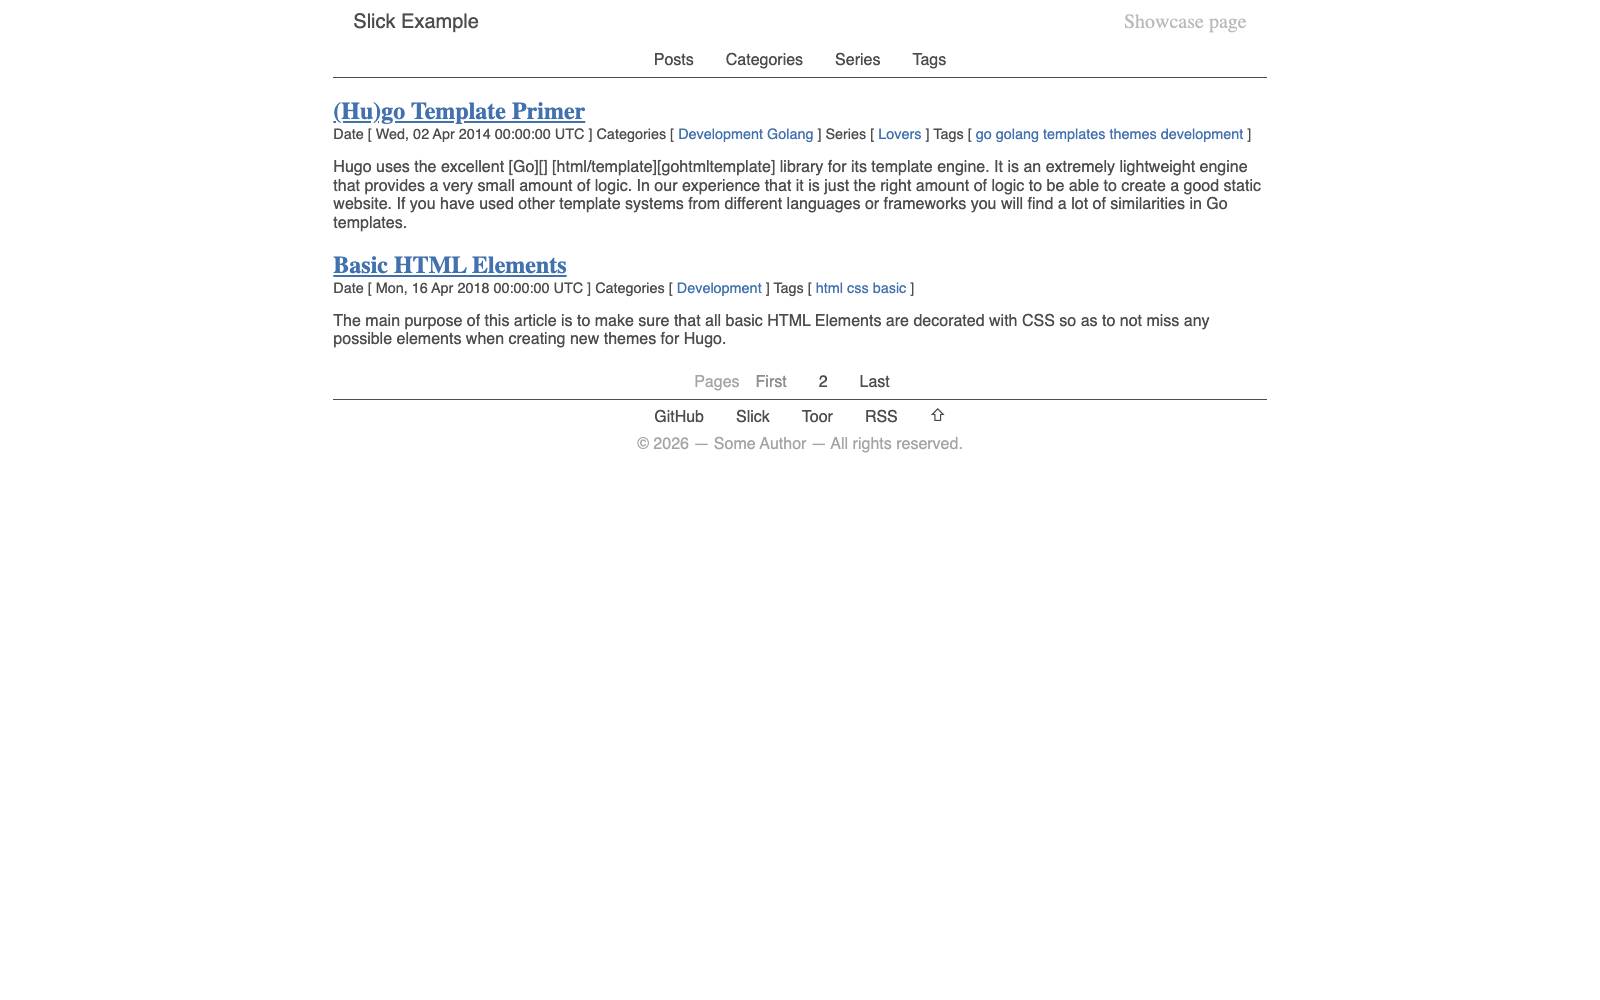 Slick Example
Showcase page
Posts Categories Series Tags
(Hu)go Template Primer
Date [ Wed, 02 Apr 2014 00:00:00 UTC ] Categories [ Development Golang ] Series [ Lovers ] Tags [ go golang templates themes development ]
Hugo uses the excellent [Go][] [html/template][gohtmltemplate] library for its template engine. It is an extremely lightweight engine
that provides a very small amount of logic. In our experience that it is just the right amount of logic to be able to create a good static
website. If you have used other template systems from different languages or frameworks you will find a lot of similarities in Go
templates.
Basic HTML Elements
Date [ Mon, 16 Apr 2018 00:00:00 UTC ] Categories [ Development ] Tags [ html css basic ]
The main purpose of this article is to make sure that all basic HTML Elements are decorated with CSS so as to not miss any
possible elements when creating new themes for Hugo.
Pages First 2 Last
GitHub Slick Toor RSS ⇧
© 2026 — Some Author — All rights reserved.